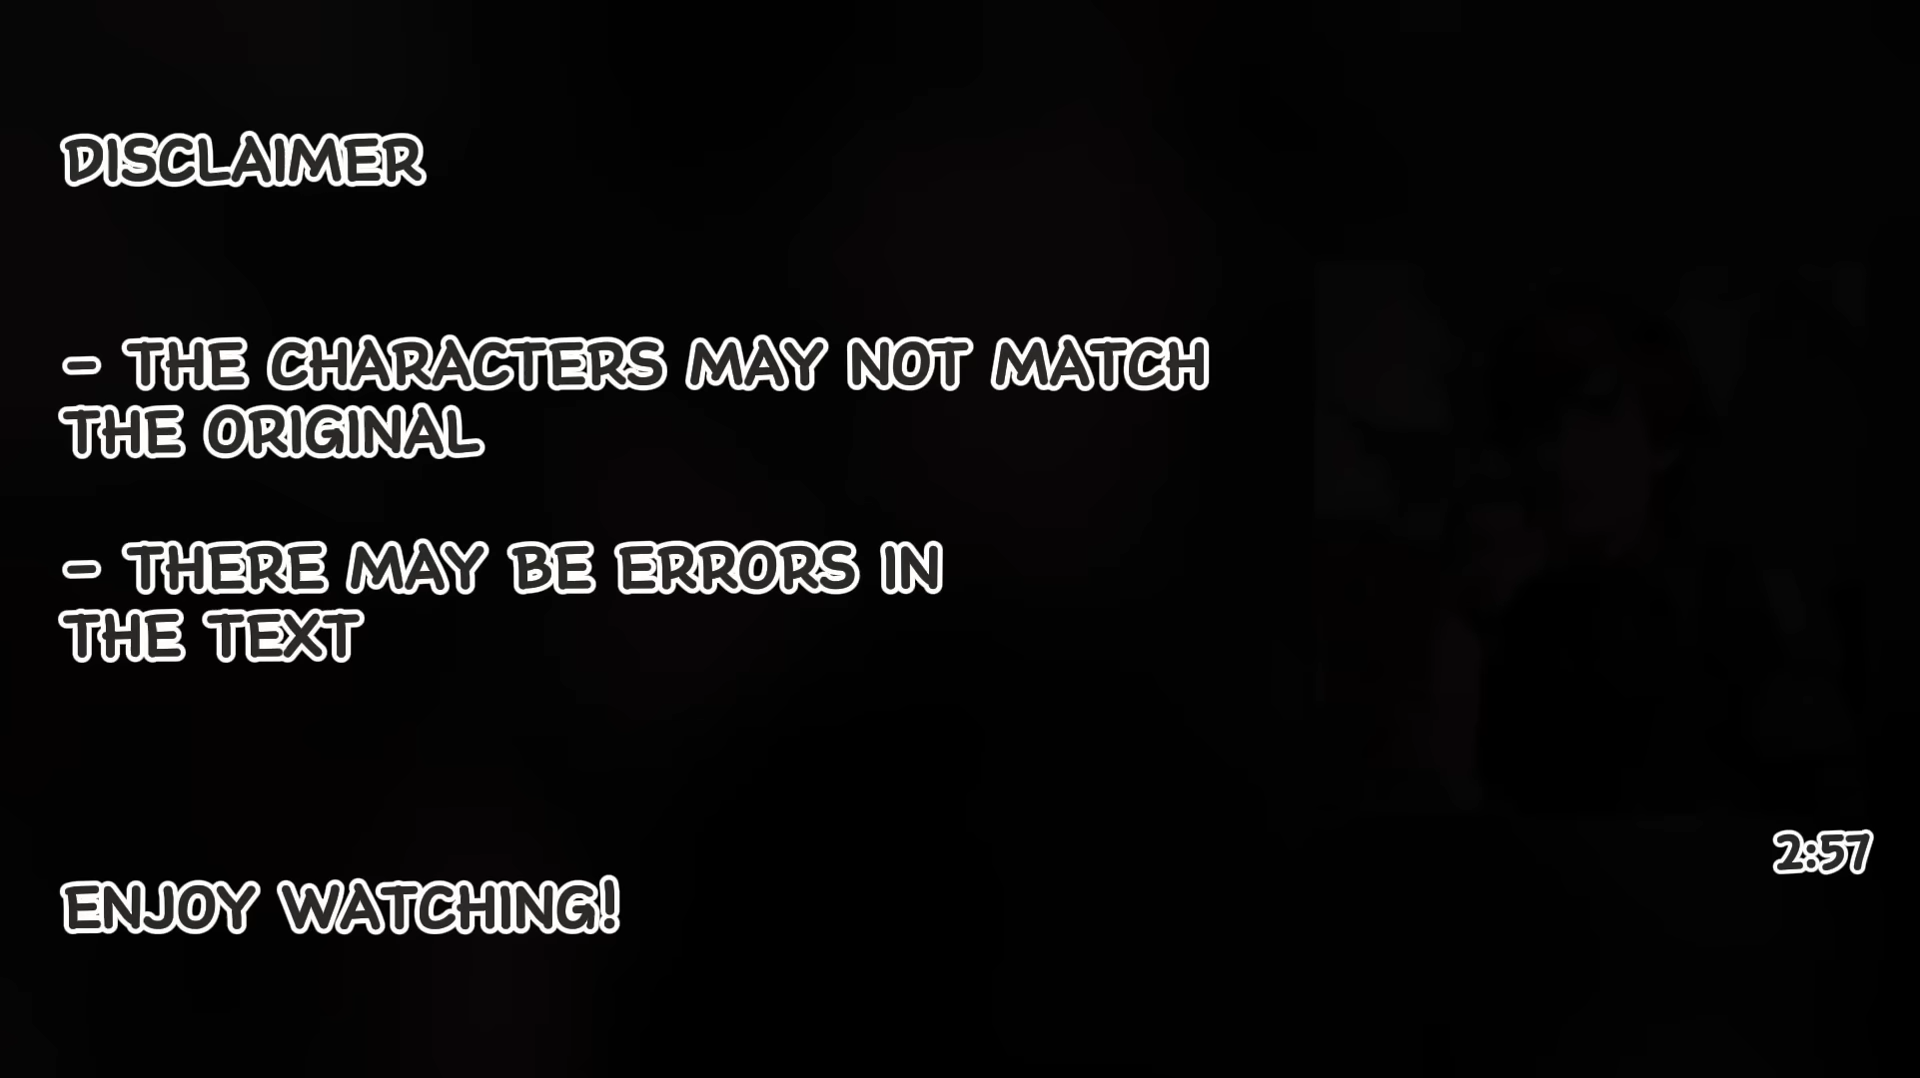 DISCLAIMER
- THE CHARACTERS MAY NOT MATCH
THE ORIGINAL
- THERE MAY BE ERRORS IN
THE TEXT
2:57
ENJOY WATCHING!